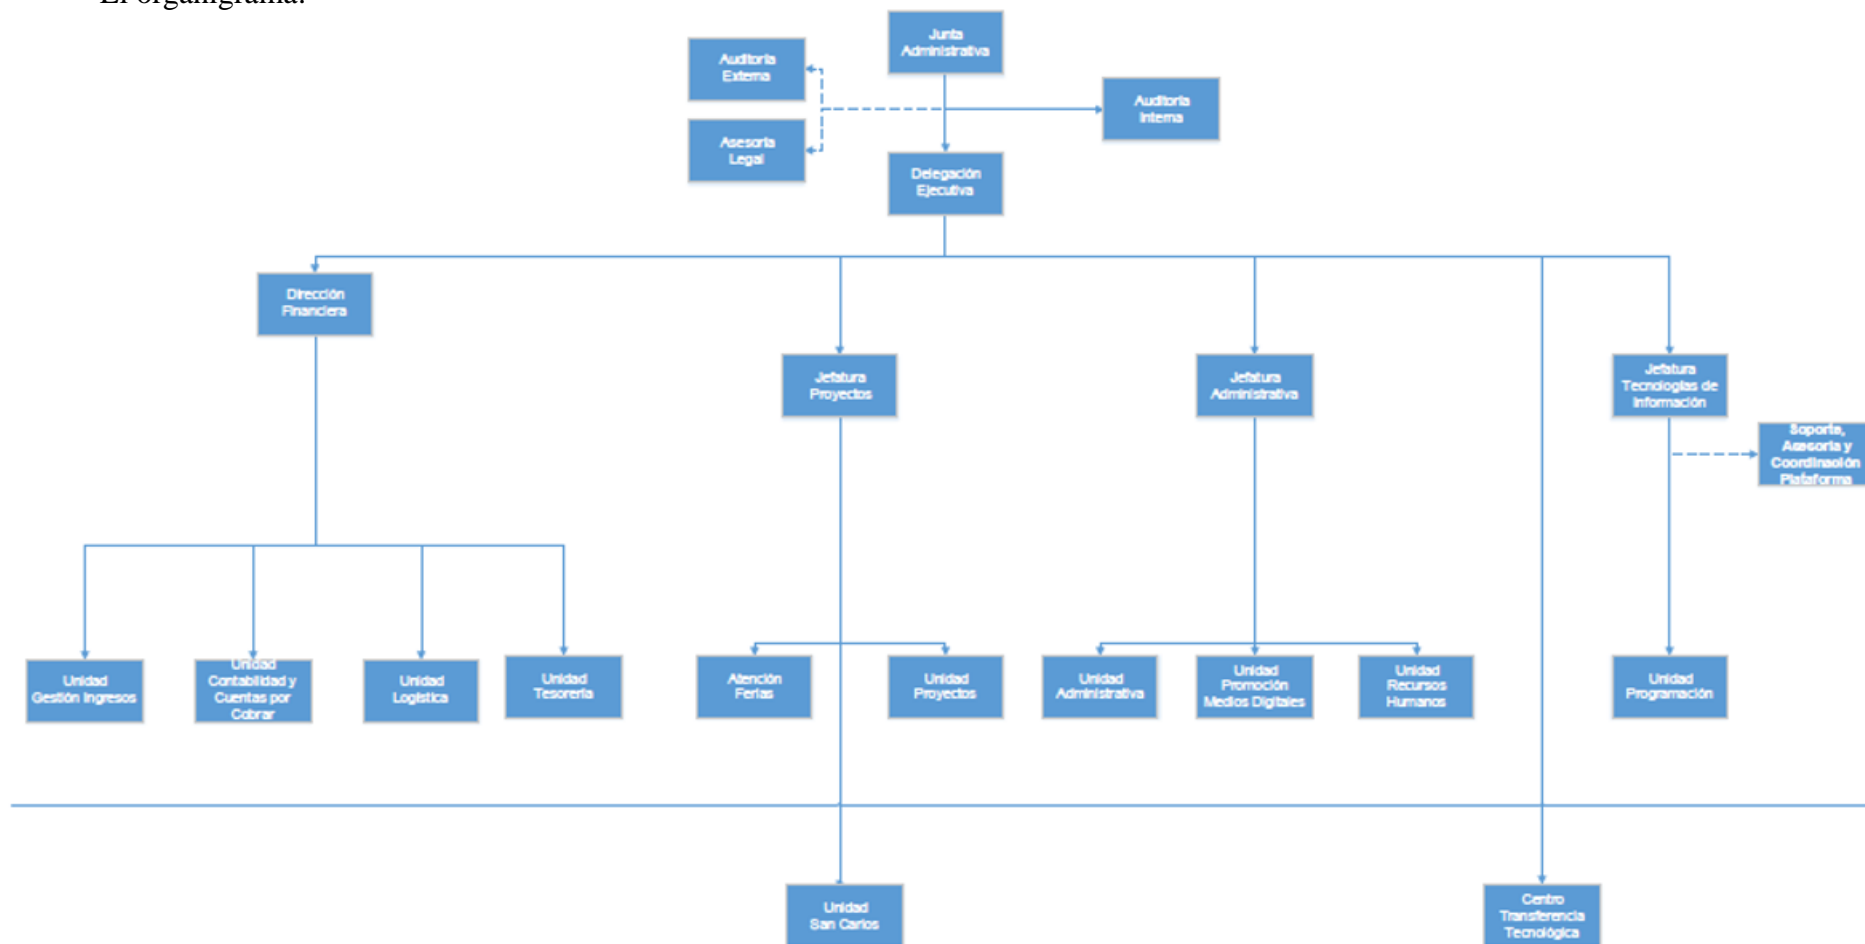 El organigrama:
Junta
Administrativa
Auditoría
Externa
Auditoría
Interna
Asesoría
Legal
Delegación
Ejecutiva
Dirección
Financiera
Jefatura
Proyectos
Jefatura
Administrativa
Jefatura
Tecnologías de
Información
Soporte,
Asesoría y
Coordinación
Plataforma
Unidad
Gestión Ingresos
Unidad
Contabilidad y
Cuentas por
Cobrar
Unidad
Logística
Unidad
Tesorería
Atención
Ferias
Unidad
Proyectos
Unidad
Administrativa
Unidad
Promoción
Medios Digitales
Unidad
Recursos
Humanos
Unidad
Programación
Unidad
San Carlos
Centro
Transferencia
Tecnológica